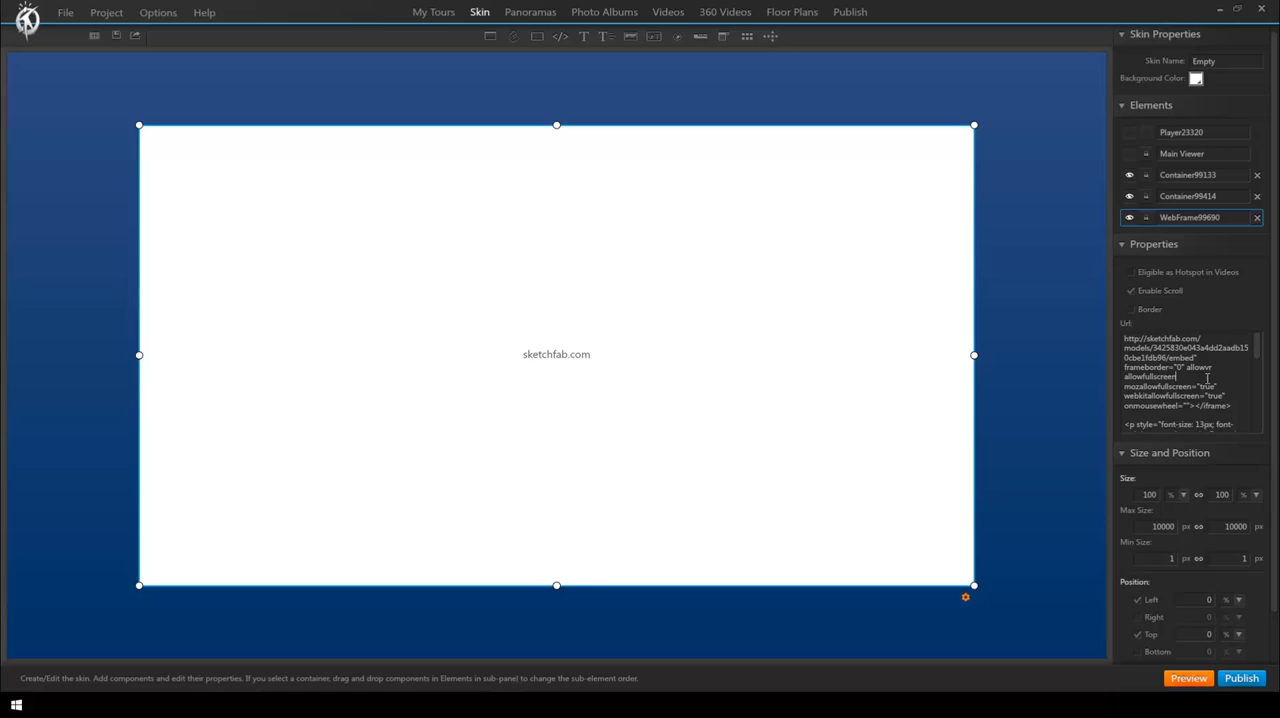 File Project Options Help My Tours Skin Panoramas Photo Albums Videos 360 Videos Floor Plans Publish
Skin Properties
Skin Name: Empty
Background Color:
Elements
Player23320
Main Viewer
Container99133
Container99414
WebFrame99690
Properties
Eligible as Hotspot in Videos
Enable Scroll
Border
Url:
http://sketchfab.com/
models/3425830e043a4dd2aadb15
0cbe1fdb96/embed"
frameborder="0" allowvr
allowfullscreen
mozallowfullscreen="true"
webkitallowfullscreen="true"
onmousewheel=""></iframe>
<p style="font-size: 13px; font-
sketchfab.com
Size and Position
Size:
100 % 100 %
Max Size:
10000 px 10000 px
Min Size:
1 px 1 px
Position:
Left 0 %
Right 0 %
Top 0 %
Bottom 0 %
Create/Edit the skin. Add components and edit their properties. If you select a container, drag and drop components in Elements in sub-panel to change the sub-element order.
Preview Publish